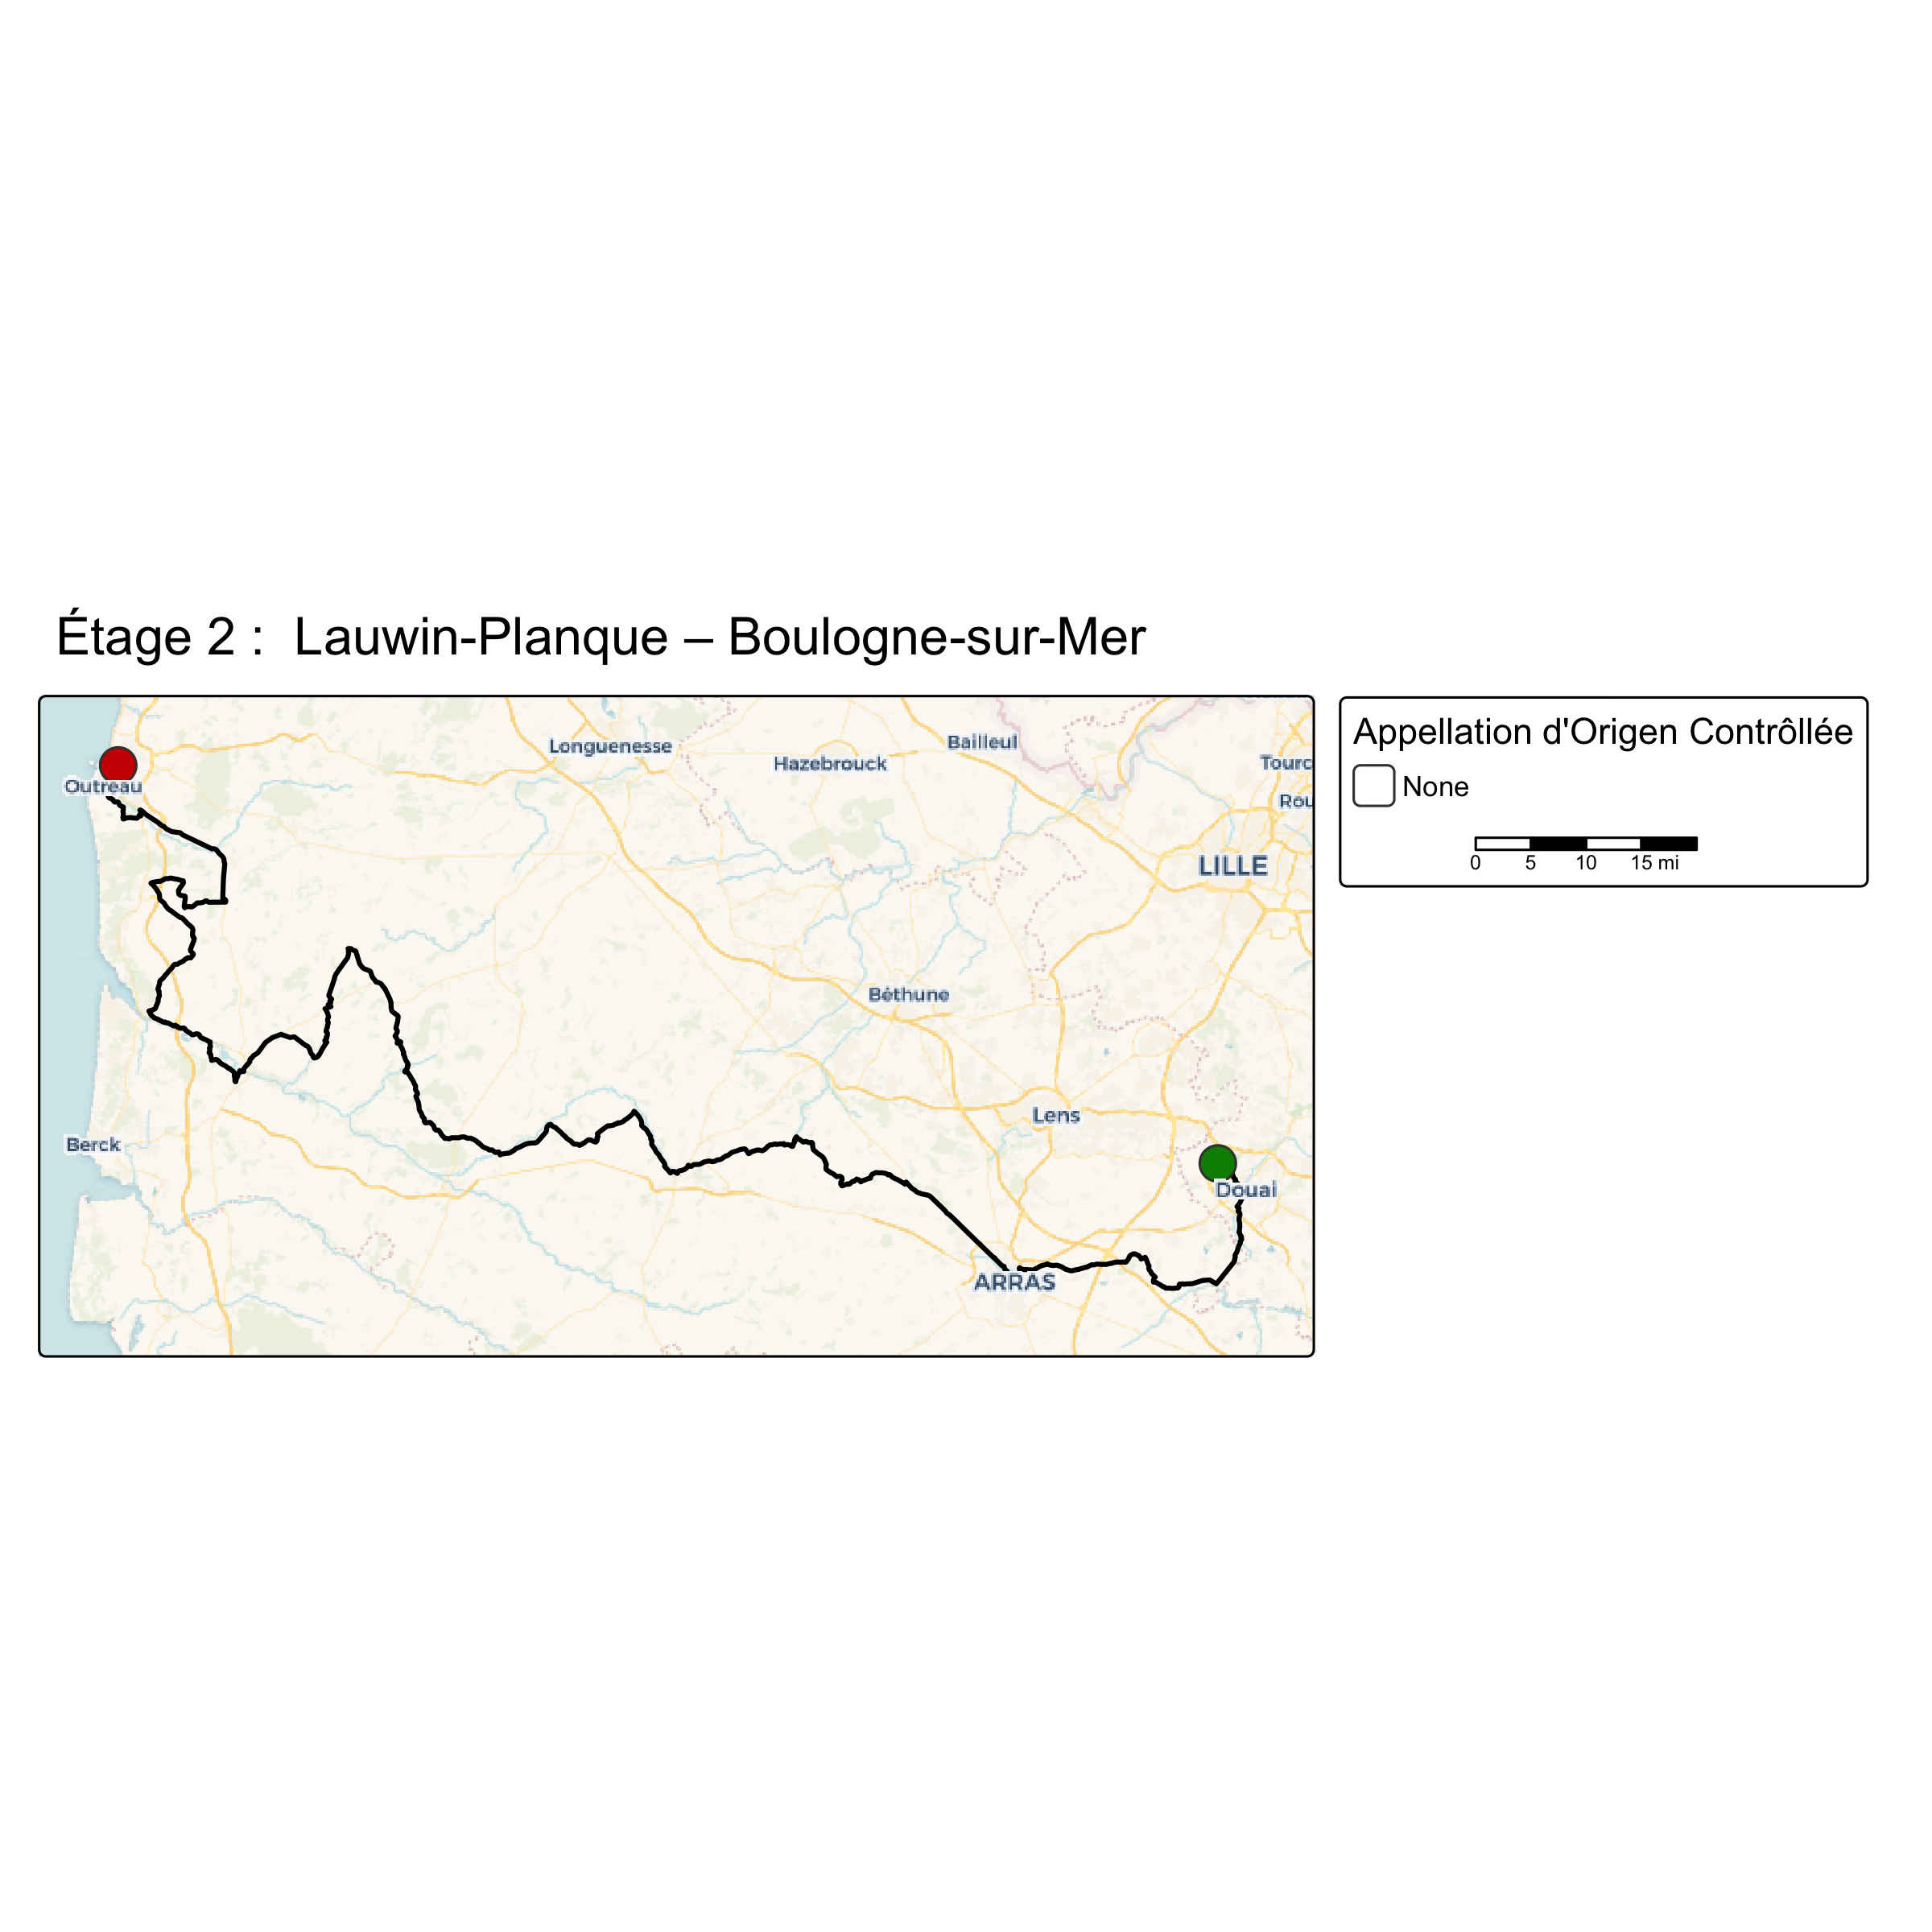 Étage 2 :  Lauwin-Planque – Boulogne-sur-Mer
Appellation d'Origen Contrôllée
None
0 5 10 15 mi
Longuenesse
Hazebrouck
Bailleul
Tourc
Outreau
Rou
LILLE
Béthune
Lens
Berck
Douai
ARRAS